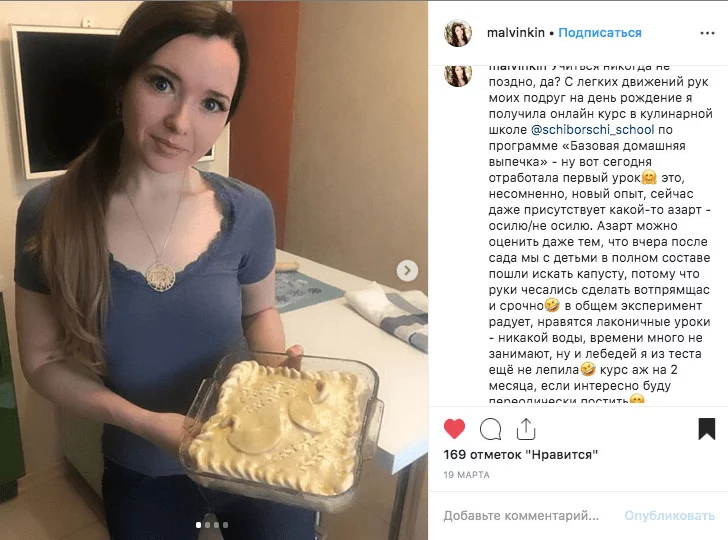 malvinkin • Подписаться
malvinkin Учиться никогда не
поздно, да? С легких движений рук
моих подруг на день рождение я
получила онлайн курс в кулинарной
школе @schiborschi_school по
программе «Базовая домашняя
выпечка» - ну вот сегодня
отработала первый урок🤗 это,
несомненно, новый опыт, сейчас
даже присутствует какой-то азарт -
осилю/не осилю. Азарт можно
оценить даже тем, что вчера после
сада мы с детьми в полном составе
пошли искать капусту, потому что
руки чесались сделать вотпрямщас
и срочно🤣 в общем эксперимент
радует, нравятся лаконичные уроки
- никакой воды, времени много не
занимают, ну и лебедей я из теста
ещё не лепила🤣 курс аж на 2
месяца, если интересно буду
периодически постить🤗
169 отметок "Нравится"
19 МАРТА
Добавьте комментарий... Опубликовать